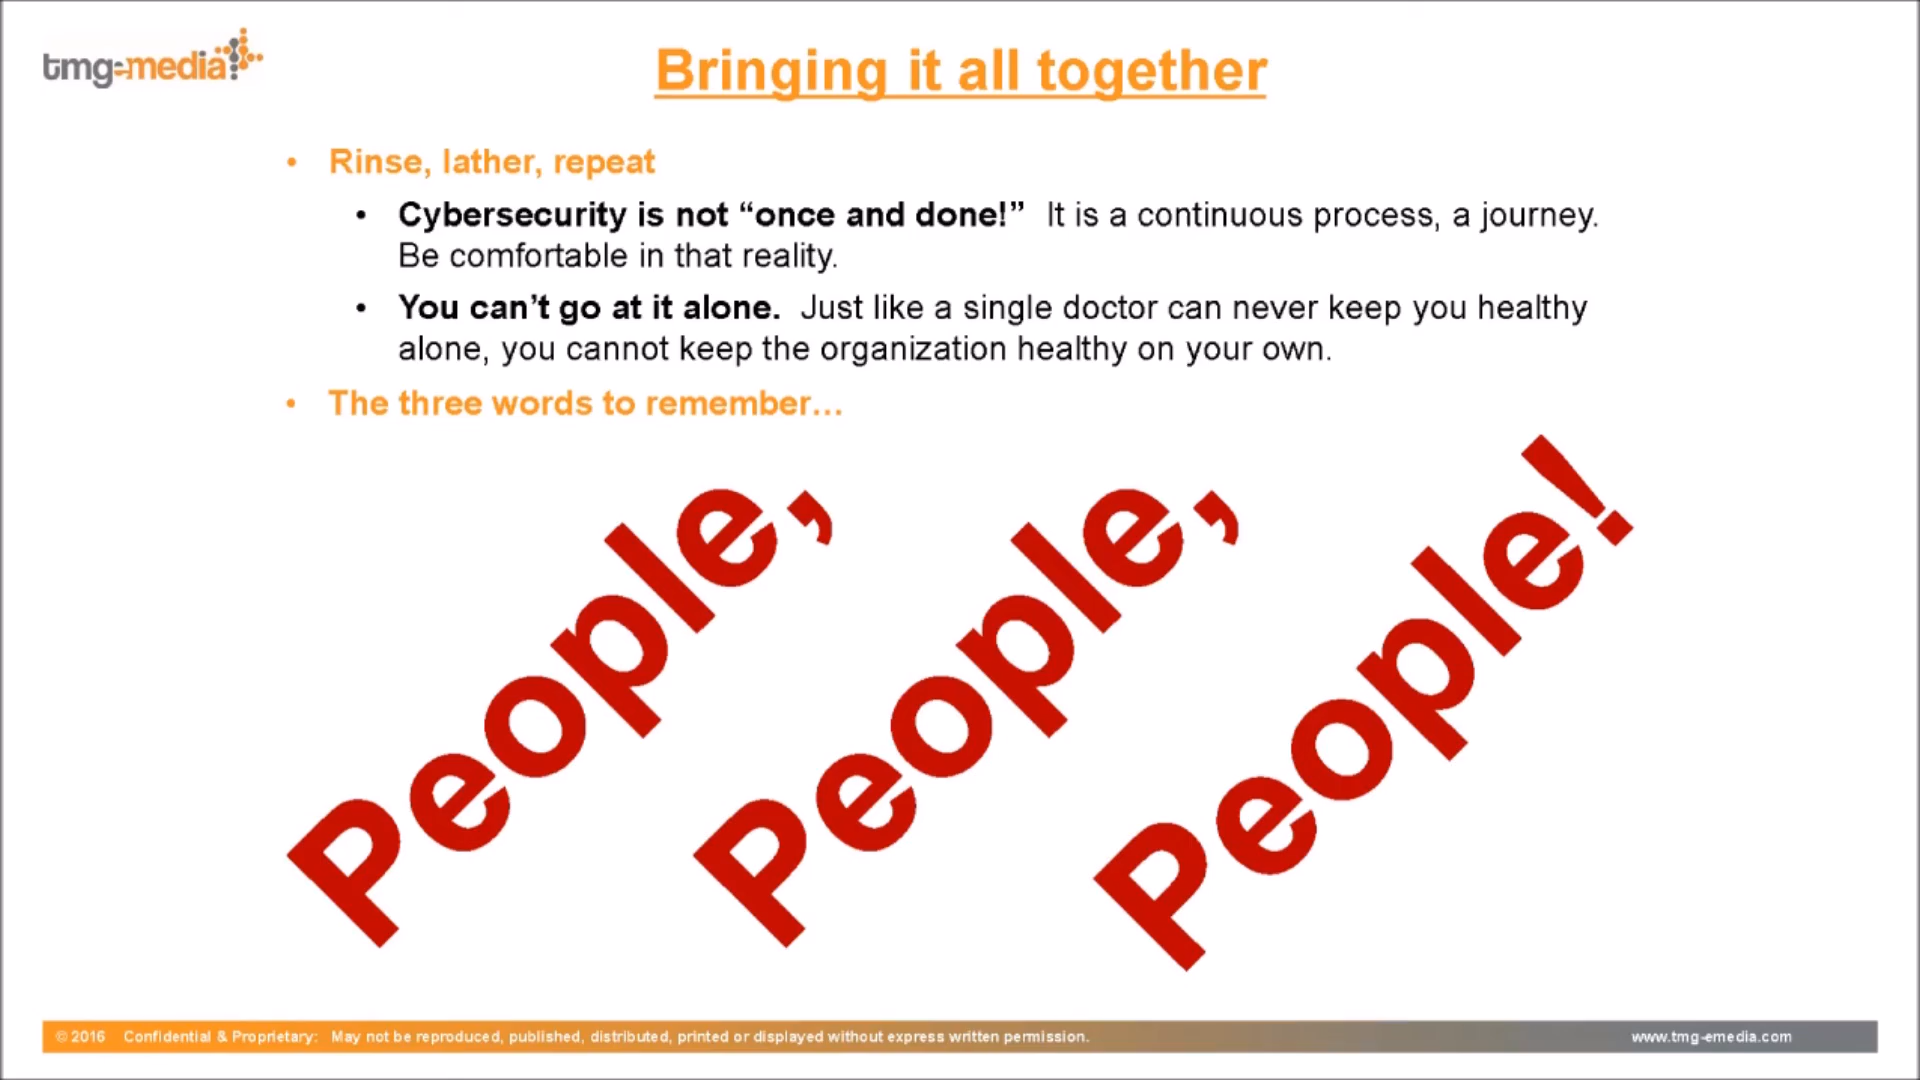 tmg-emedia
Bringing it all together
• Rinse, lather, repeat
• Cybersecurity is not “once and done!” It is a continuous process, a journey.
Be comfortable in that reality.
• You can’t go at it alone. Just like a single doctor can never keep you healthy
alone, you cannot keep the organization healthy on your own.
• The three words to remember…
People,
People,
People!
© 2016 Confidential & Proprietary: May not be reproduced, published, distributed, printed or displayed without express written permission.
www.tmg-emedia.com